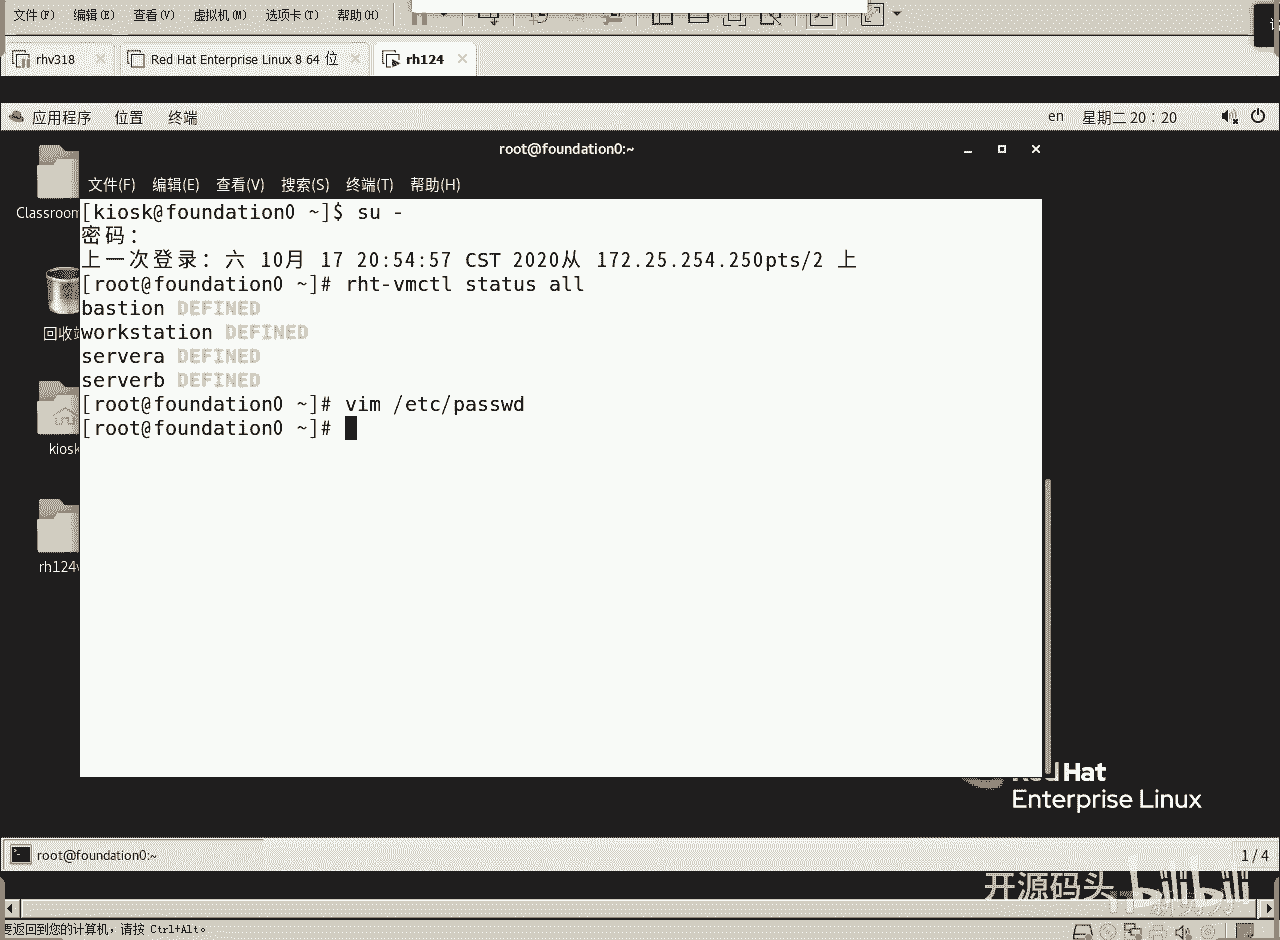 文件(F) 编辑(E) 查看(V) 虚拟机(M) 选项卡(T) 帮助(H)
rhv318 Red Hat Enterprise Linux 8 64 位 rh124
应用程序 位置 终端 en 星期二 20:20
root@foundation0:~
文件(F) 编辑(E) 查看(V) 搜索(S) 终端(T) 帮助(H)
Classroom
回收站
kiosk
rh124
[kiosk@foundation0 ~]$ su -
密码:
上一次登录: 六 10月 17 20:54:57 CST 2020从 172.25.254.250pts/2 上
[root@foundation0 ~]# rht-vmctl status all
bastion DEFINED
workstation DEFINED
servera DEFINED
serverb DEFINED
[root@foundation0 ~]# vim /etc/passwd
[root@foundation0 ~]#
Red Hat
Enterprise Linux
root@foundation0:~ 1 / 4
开源码头 bilibili
要返回到您的计算机，请按 Ctrl+Alt。